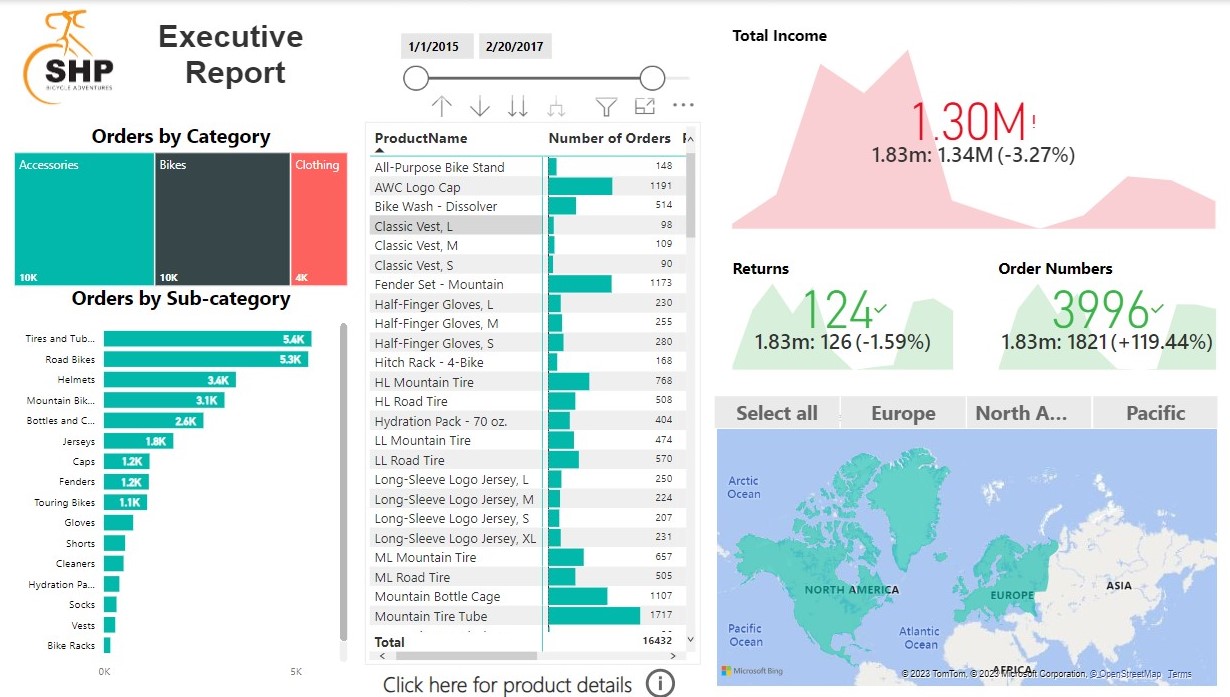 SHP
BICYCLE ADVENTURES
Executive
Report
1/1/2015
2/20/2017
Orders by Category
Accessories
10K
Bikes
10K
Clothing
4K
Orders by Sub-category
Tires and Tub... 5.4K
Road Bikes 5.3K
Helmets 3.4K
Mountain Bik... 3.1K
Bottles and C... 2.6K
Jerseys 1.8K
Caps 1.2K
Fenders 1.2K
Touring Bikes 1.1K
Gloves
Shorts
Cleaners
Hydration Pa...
Socks
Vests
Bike Racks
0K 5K
ProductName Number of Orders
All-Purpose Bike Stand 148
AWC Logo Cap 1191
Bike Wash - Dissolver 514
Classic Vest, L 98
Classic Vest, M 109
Classic Vest, S 90
Fender Set - Mountain 1173
Half-Finger Gloves, L 230
Half-Finger Gloves, M 255
Half-Finger Gloves, S 280
Hitch Rack - 4-Bike 168
HL Mountain Tire 768
HL Road Tire 508
Hydration Pack - 70 oz. 404
LL Mountain Tire 474
LL Road Tire 570
Long-Sleeve Logo Jersey, L 250
Long-Sleeve Logo Jersey, M 224
Long-Sleeve Logo Jersey, S 207
Long-Sleeve Logo Jersey, XL 231
ML Mountain Tire 657
ML Road Tire 505
Mountain Bottle Cage 1107
Mountain Tire Tube 1717
Total 16432
Click here for product details
Total Income
1.30M!
1.83m: 1.34M (-3.27%)
Returns
124
1.83m: 126 (-1.59%)
Order Numbers
3996
1.83m: 1821 (+119.44%)
Select all
Europe
North A...
Pacific
Arctic
Ocean
NORTH AMERICA
EUROPE
ASIA
Pacific
Ocean
Atlantic
Ocean
AFRICA
Microsoft Bing
© 2023 TomTom, © 2023 Microsoft Corporation, © OpenStreetMap Terms